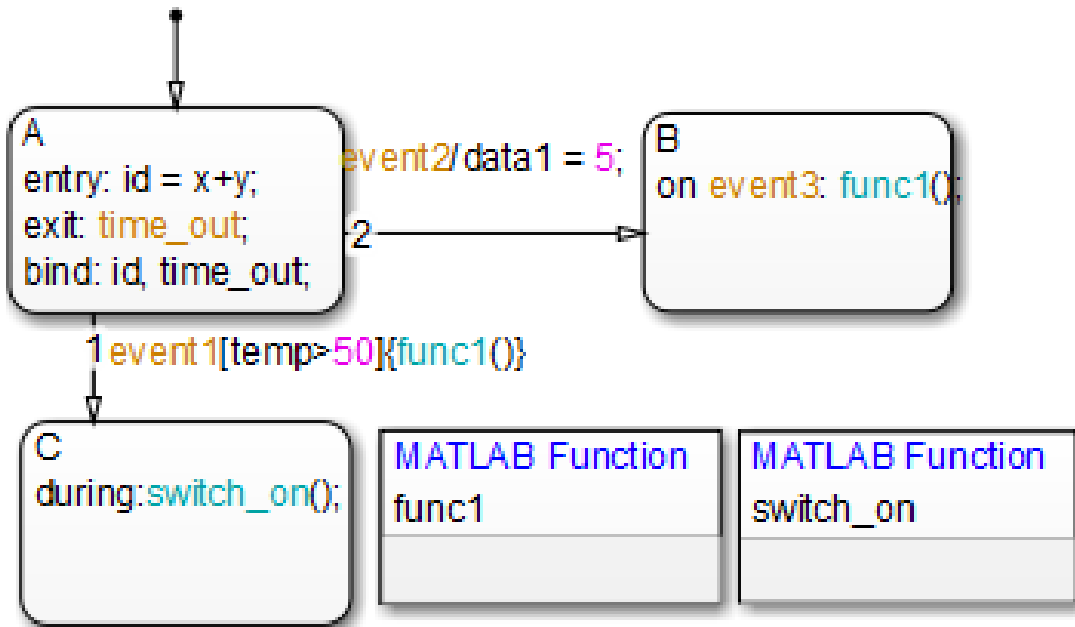 A
entry: id = x+y;
exit: time_out;
bind: id, time_out;
event2/data1 = 5;
2
B
on event3: func1();
1
event1[temp>50]{func1()}
C
during:switch_on();
MATLAB Function
func1
MATLAB Function
switch_on